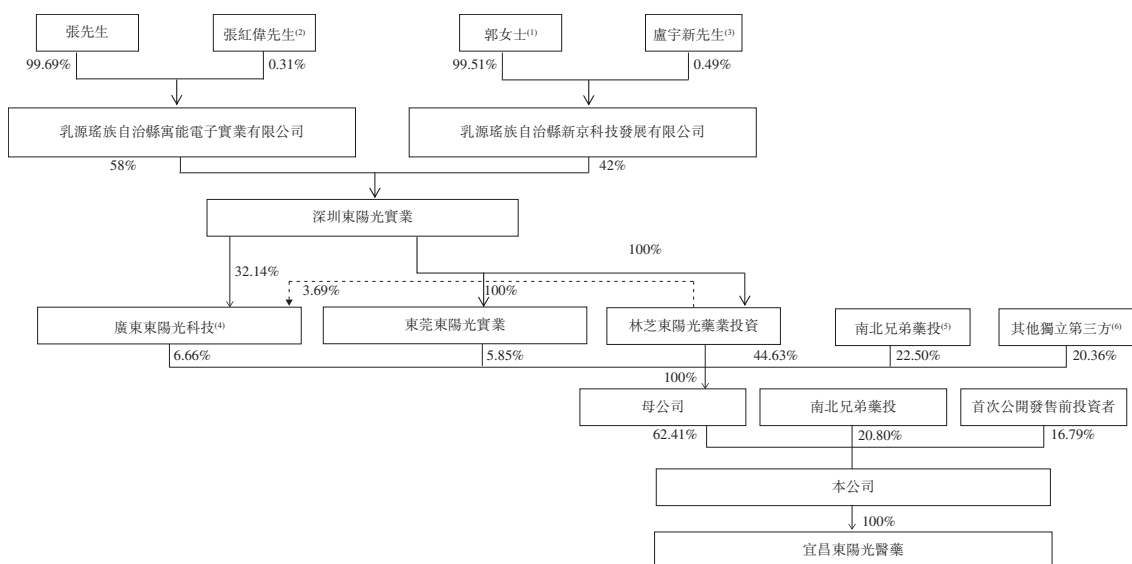 張先生
張紅偉先生(2)
郭女士(1)
盧宇新先生(3)
99.69%
0.31%
99.51%
0.49%
乳源瑤族自治縣寓能電子實業有限公司
乳源瑤族自治縣新京科技發展有限公司
58%
42%
深圳東陽光實業
100%
32.14%
3.69%
100%
廣東東陽光科技(4)
東莞東陽光實業
林芝東陽光藥業投資
南北兄弟藥投(5)
其他獨立第三方(6)
6.66%
5.85%
44.63%
22.50%
20.36%
100%
母公司
南北兄弟藥投
首次公開發售前投資者
62.41%
20.80%
16.79%
本公司
100%
宜昌東陽光醫藥